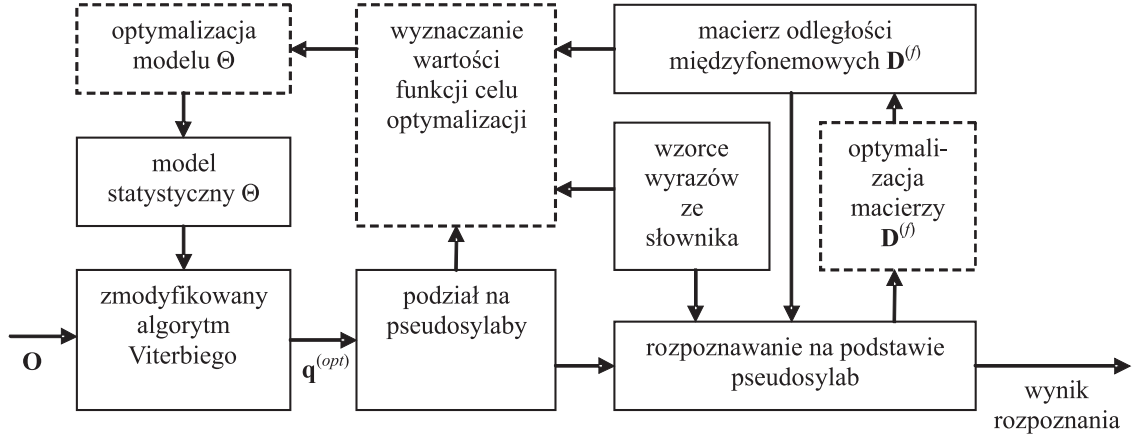 optymalizacja
modelu Θ
wyznaczanie
wartości
funkcji celu
optymalizacji
macierz odległości
międzyfonemowych D^(f)
model
statystyczny Θ
wzorce
wyrazów
ze
słownika
optymali-
zacja
macierzy
D^(f)
zmodyfikowany
algorytm
Viterbiego
podział na
pseudosylaby
rozpoznawanie na podstawie
pseudosylab
O
q^(opt)
wynik
rozpoznania